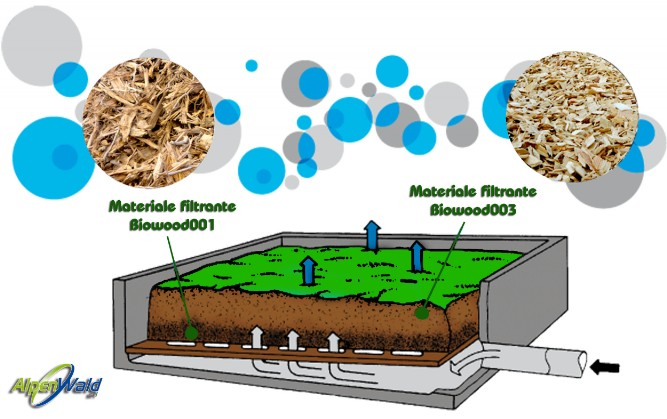 Materiale filtrante
Biowood001
Materiale filtrante
Biowood003
AlpenWald